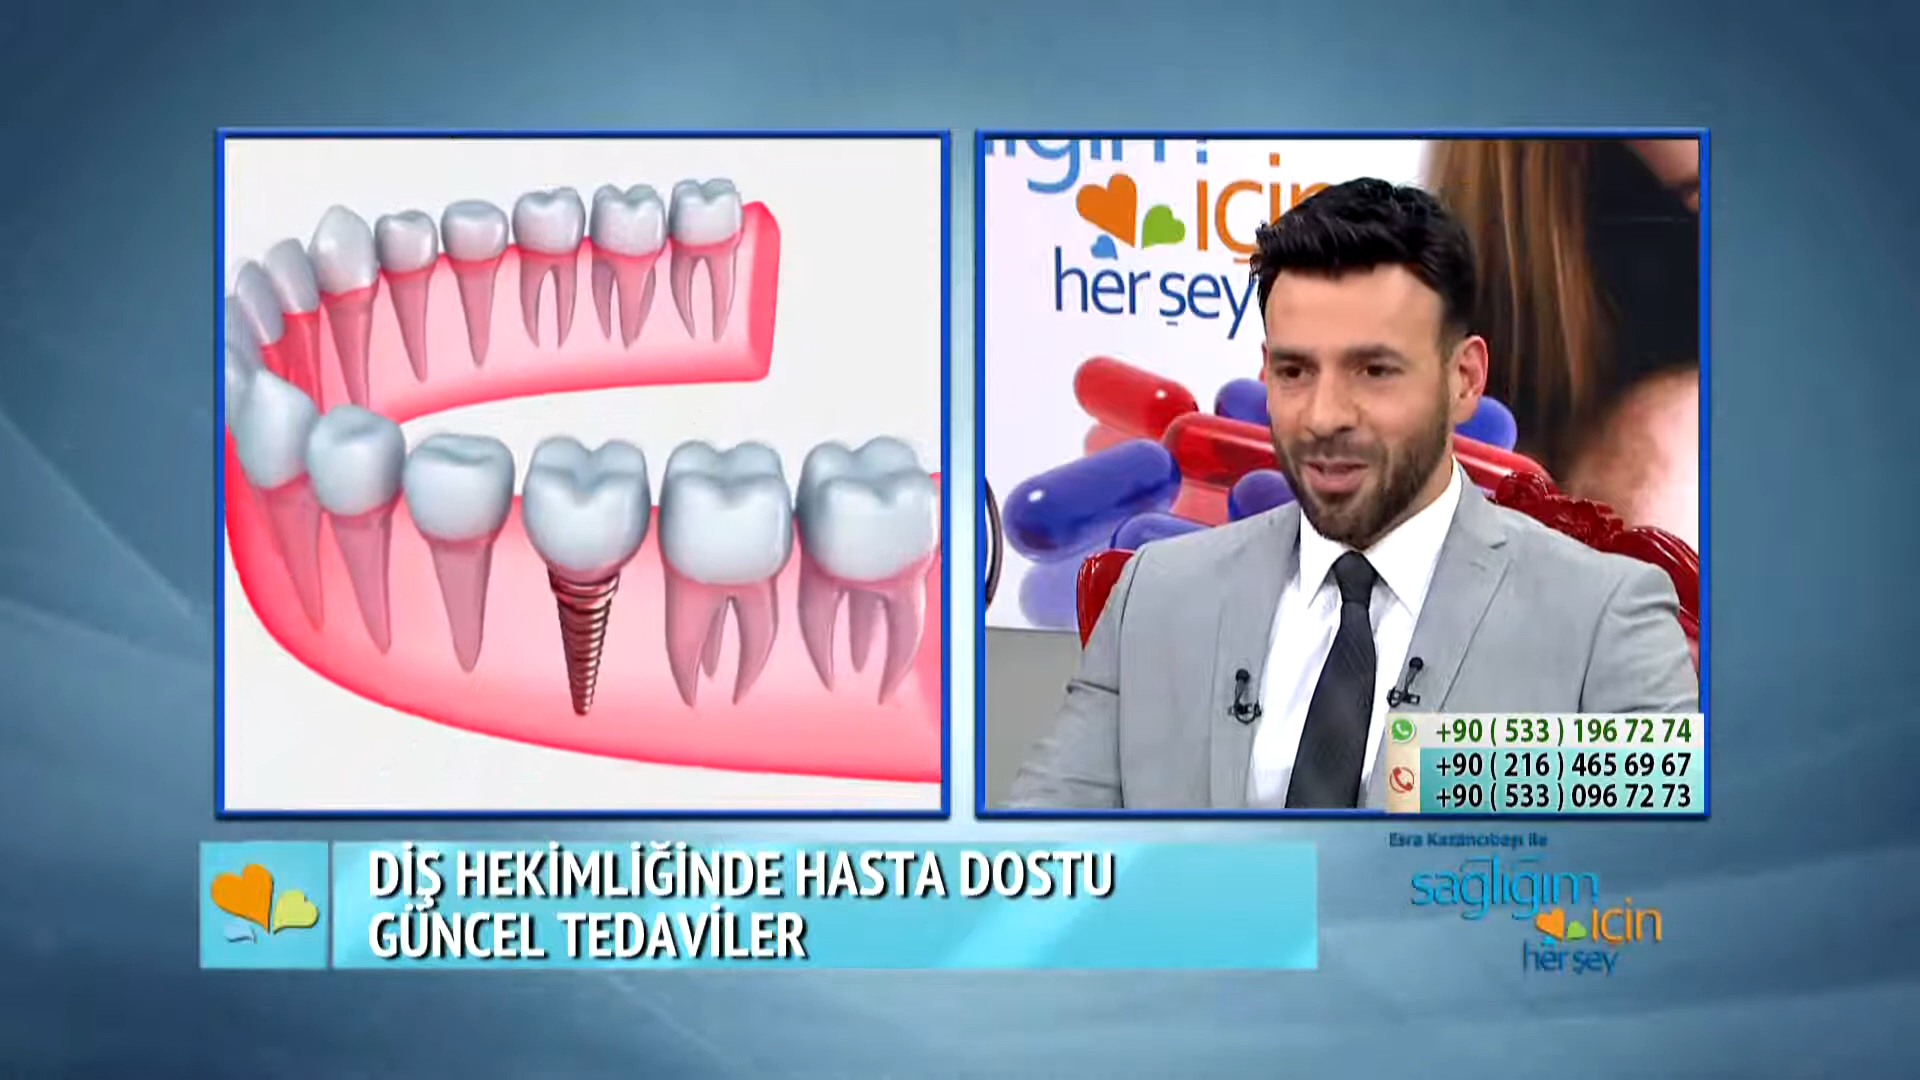 için
her şey
+90 ( 533 ) 196 72 74
+90 ( 216 ) 465 69 67
+90 ( 533 ) 096 72 73
DİŞ HEKİMLİĞİNDE HASTA DOSTU
GÜNCEL TEDAVİLER
Esra Kazancıbaşı ile
sağlığım
için
her şey